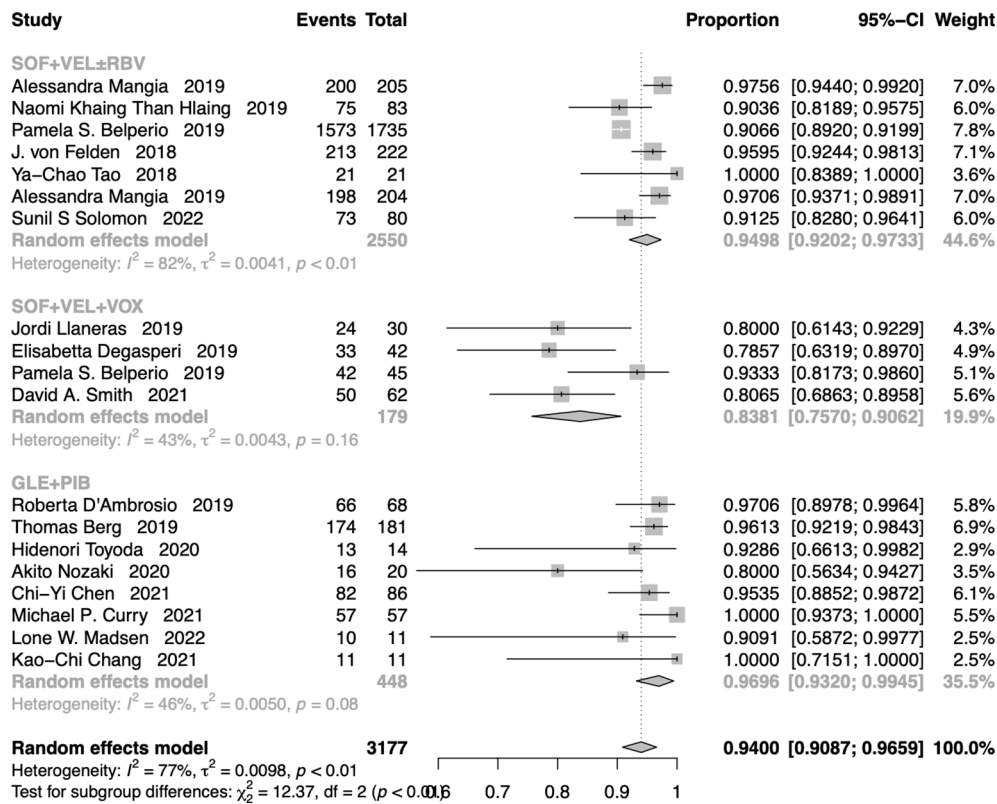 Study Events Total Proportion 95%−CI Weight
SOF+VEL±RBV
Alessandra Mangia 2019 200 205 0.9756 [0.9440; 0.9920] 7.0%
Naomi Khaing Than Hlaing 2019 75 83 0.9036 [0.8189; 0.9575] 6.0%
Pamela S. Belperio 2019 1573 1735 0.9066 [0.8920; 0.9199] 7.8%
J. von Felden 2018 213 222 0.9595 [0.9244; 0.9813] 7.1%
Ya−Chao Tao 2018 21 21 1.0000 [0.8389; 1.0000] 3.6%
Alessandra Mangia 2019 198 204 0.9706 [0.9371; 0.9891] 7.0%
Sunil S Solomon 2022 73 80 0.9125 [0.8280; 0.9641] 6.0%
Random effects model 2550 0.9498 [0.9202; 0.9733] 44.6%
Heterogeneity: I² = 82%, τ² = 0.0041, p < 0.01
SOF+VEL+VOX
Jordi Llaneras 2019 24 30 0.8000 [0.6143; 0.9229] 4.3%
Elisabetta Degasperi 2019 33 42 0.7857 [0.6319; 0.8970] 4.9%
Pamela S. Belperio 2019 42 45 0.9333 [0.8173; 0.9860] 5.1%
David A. Smith 2021 50 62 0.8065 [0.6863; 0.8958] 5.6%
Random effects model 179 0.8381 [0.7570; 0.9062] 19.9%
Heterogeneity: I² = 43%, τ² = 0.0043, p = 0.16
GLE+PIB
Roberta D'Ambrosio 2019 66 68 0.9706 [0.8978; 0.9964] 5.8%
Thomas Berg 2019 174 181 0.9613 [0.9219; 0.9843] 6.9%
Hidenori Toyoda 2020 13 14 0.9286 [0.6613; 0.9982] 2.9%
Akito Nozaki 2020 16 20 0.8000 [0.5634; 0.9427] 3.5%
Chi−Yi Chen 2021 82 86 0.9535 [0.8852; 0.9872] 6.1%
Michael P. Curry 2021 57 57 1.0000 [0.9373; 1.0000] 5.5%
Lone W. Madsen 2022 10 11 0.9091 [0.5872; 0.9977] 2.5%
Kao−Chi Chang 2021 11 11 1.0000 [0.7151; 1.0000] 2.5%
Random effects model 448 0.9696 [0.9320; 0.9945] 35.5%
Heterogeneity: I² = 46%, τ² = 0.0050, p = 0.08
Random effects model 3177 0.9400 [0.9087; 0.9659] 100.0%
Heterogeneity: I² = 77%, τ² = 0.0098, p < 0.01
Test for subgroup differences: χ²₂ = 12.37, df = 2 (p < 0.01) 0.6 0.7 0.8 0.9 1